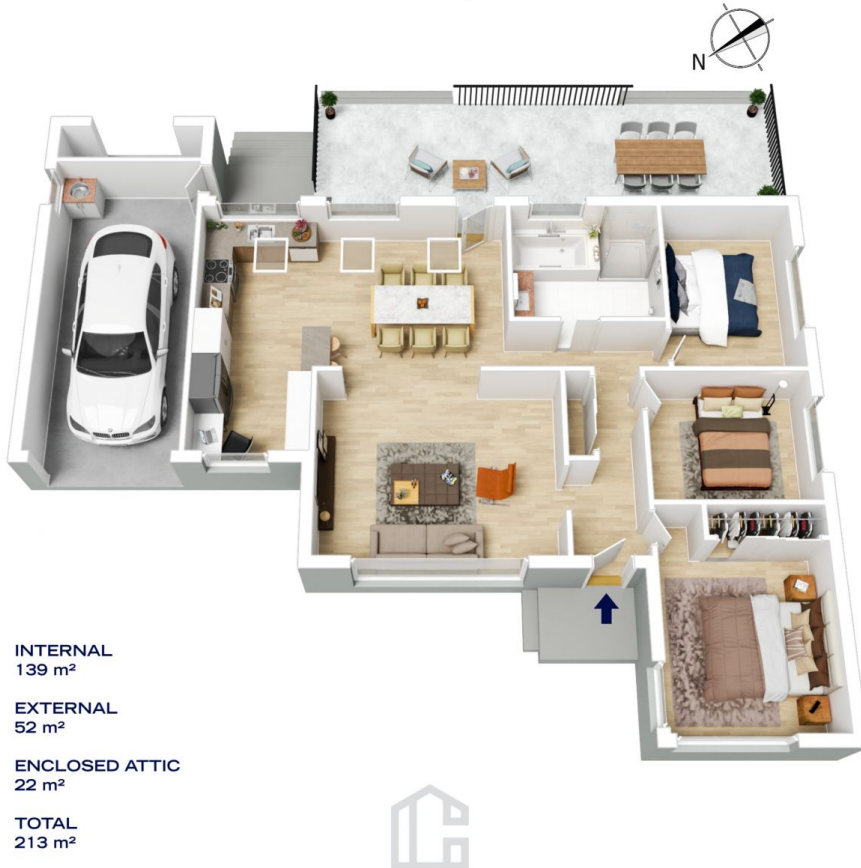 N
INTERNAL
139 m²
EXTERNAL
52 m²
ENCLOSED ATTIC
22 m²
TOTAL
213 m²